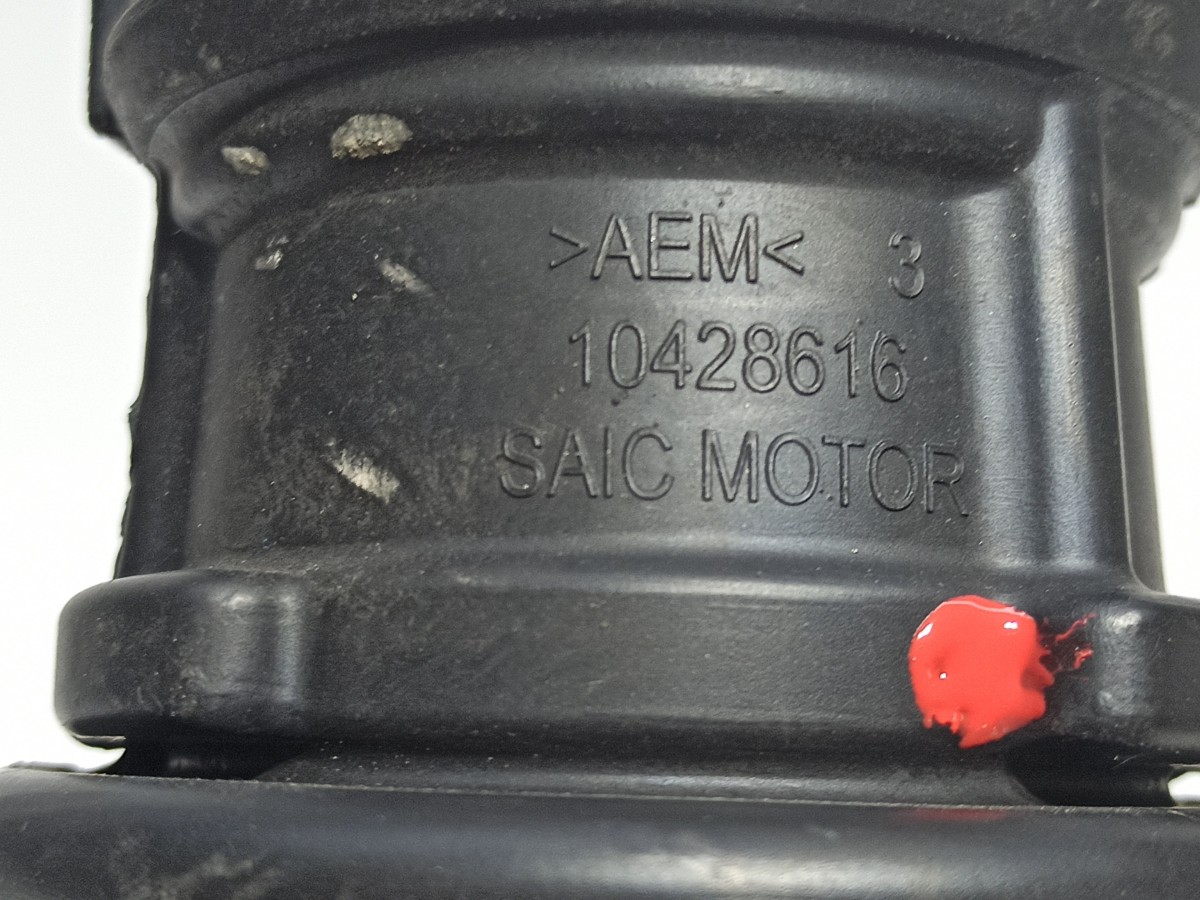 >AEM< 3
10428616
SAIC MOTOR